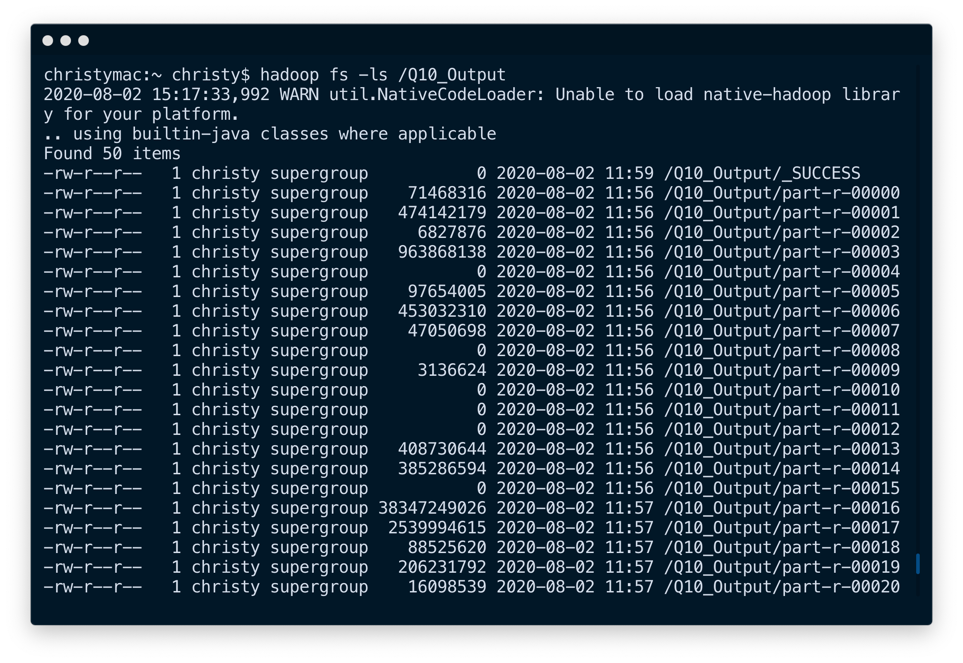 christymac:~ christy$ hadoop fs -ls /Q10_Output
2020-08-02 15:17:33,992 WARN util.NativeCodeLoader: Unable to load native-hadoop librar
y for your platform.
.. using builtin-java classes where applicable
Found 50 items
-rw-r--r--   1 christy supergroup           0 2020-08-02 11:59 /Q10_Output/_SUCCESS
-rw-r--r--   1 christy supergroup    71468316 2020-08-02 11:56 /Q10_Output/part-r-00000
-rw-r--r--   1 christy supergroup   474142179 2020-08-02 11:56 /Q10_Output/part-r-00001
-rw-r--r--   1 christy supergroup     6827876 2020-08-02 11:56 /Q10_Output/part-r-00002
-rw-r--r--   1 christy supergroup   963868138 2020-08-02 11:56 /Q10_Output/part-r-00003
-rw-r--r--   1 christy supergroup           0 2020-08-02 11:56 /Q10_Output/part-r-00004
-rw-r--r--   1 christy supergroup    97654005 2020-08-02 11:56 /Q10_Output/part-r-00005
-rw-r--r--   1 christy supergroup   453032310 2020-08-02 11:56 /Q10_Output/part-r-00006
-rw-r--r--   1 christy supergroup    47050698 2020-08-02 11:56 /Q10_Output/part-r-00007
-rw-r--r--   1 christy supergroup           0 2020-08-02 11:56 /Q10_Output/part-r-00008
-rw-r--r--   1 christy supergroup     3136624 2020-08-02 11:56 /Q10_Output/part-r-00009
-rw-r--r--   1 christy supergroup           0 2020-08-02 11:56 /Q10_Output/part-r-00010
-rw-r--r--   1 christy supergroup           0 2020-08-02 11:56 /Q10_Output/part-r-00011
-rw-r--r--   1 christy supergroup           0 2020-08-02 11:56 /Q10_Output/part-r-00012
-rw-r--r--   1 christy supergroup   408730644 2020-08-02 11:56 /Q10_Output/part-r-00013
-rw-r--r--   1 christy supergroup   385286594 2020-08-02 11:56 /Q10_Output/part-r-00014
-rw-r--r--   1 christy supergroup           0 2020-08-02 11:56 /Q10_Output/part-r-00015
-rw-r--r--   1 christy supergroup 38347249026 2020-08-02 11:57 /Q10_Output/part-r-00016
-rw-r--r--   1 christy supergroup  2539994615 2020-08-02 11:57 /Q10_Output/part-r-00017
-rw-r--r--   1 christy supergroup    88525620 2020-08-02 11:57 /Q10_Output/part-r-00018
-rw-r--r--   1 christy supergroup   206231792 2020-08-02 11:57 /Q10_Output/part-r-00019
-rw-r--r--   1 christy supergroup    16098539 2020-08-02 11:57 /Q10_Output/part-r-00020